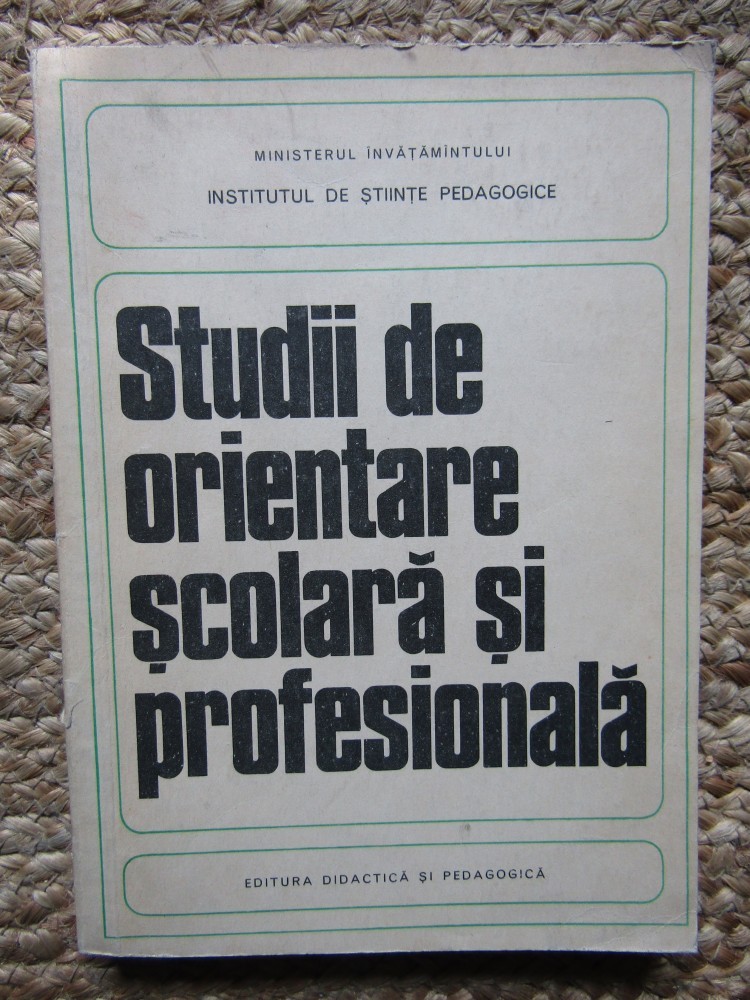 MINISTERUL ÎNVĂȚĂMÎNTULUI
INSTITUTUL DE ȘTIINȚE PEDAGOGICE
Studii de
orientare
școlară și
profesională
EDITURA DIDACTICĂ ȘI PEDAGOGICĂ